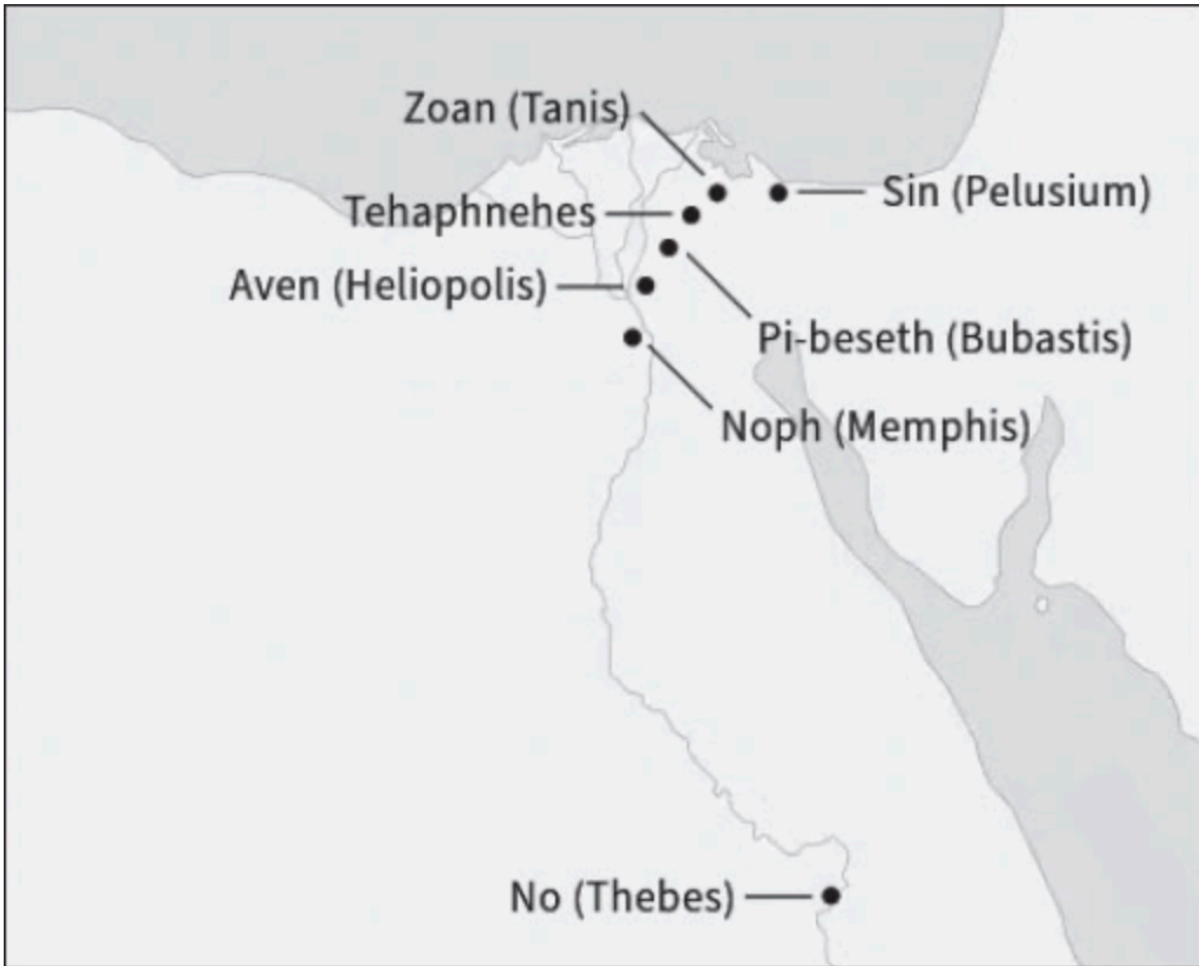 Zoan (Tanis)
Sin (Pelusium)
Tehaphnehes
Aven (Heliopolis)
Pi-beseth (Bubastis)
Noph (Memphis)
No (Thebes)